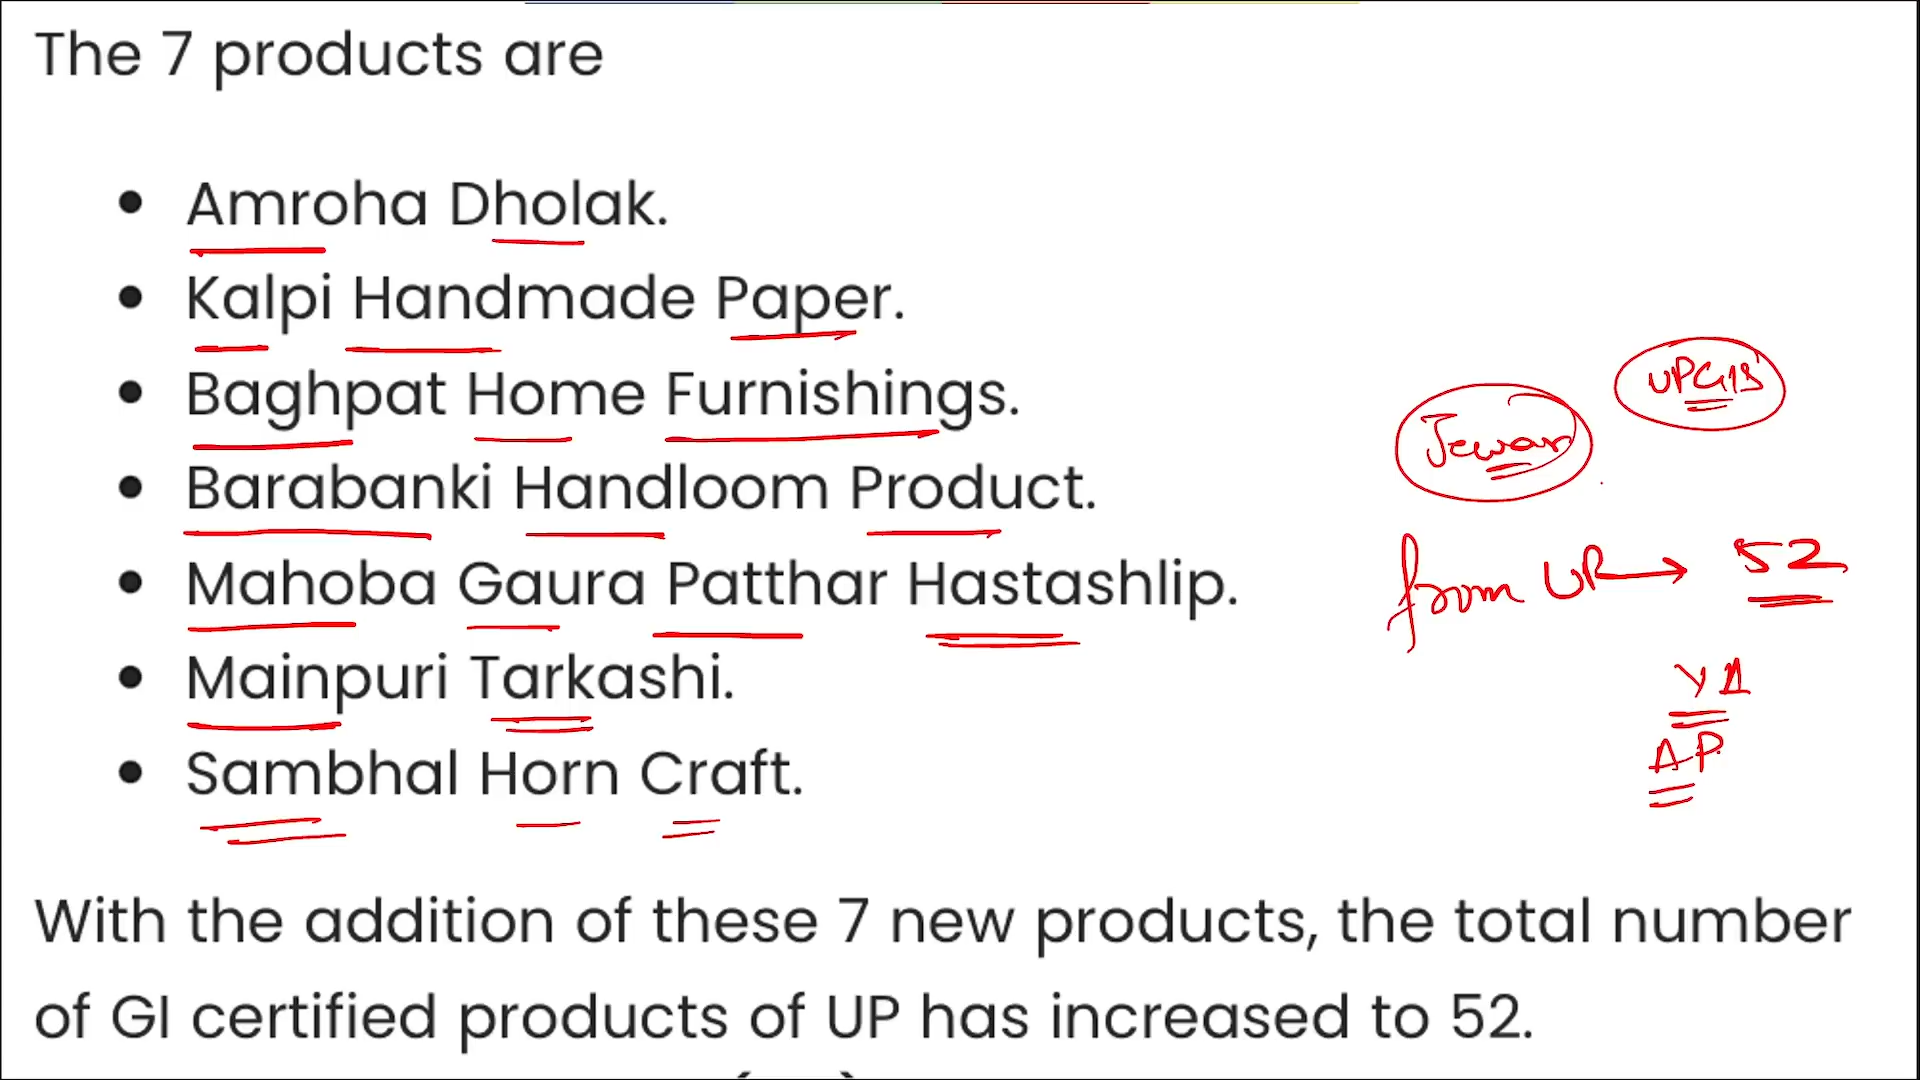 The 7 products are
• Amroha Dholak.
• Kalpi Handmade Paper.
• Baghpat Home Furnishings.
• Barabanki Handloom Product.
• Mahoba Gaura Patthar Hastashlip.
• Mainpuri Tarkashi.
• Sambhal Horn Craft.
UPGIS
Jewar
from UP → 52
Y1
AP
With the addition of these 7 new products, the total number
of GI certified products of UP has increased to 52.